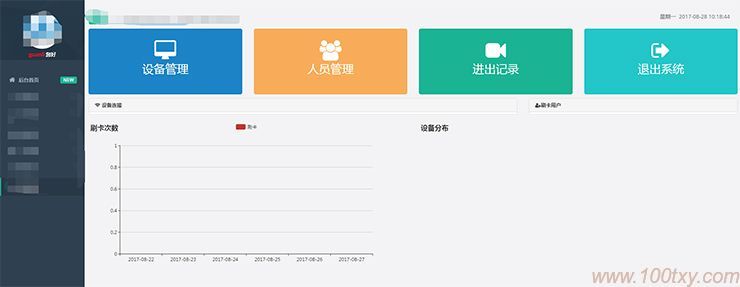 星期一 2017-08-28 10:18:44
您好
后台首页
NEW
设备管理
人员管理
进出记录
退出系统
设备连接
刷卡用户
刷卡次数
刷卡
设备分布
1
0.8
0.6
0.4
0.2
0
2017-08-22 2017-08-23 2017-08-24 2017-08-25 2017-08-26 2017-08-27
www.100txy.com